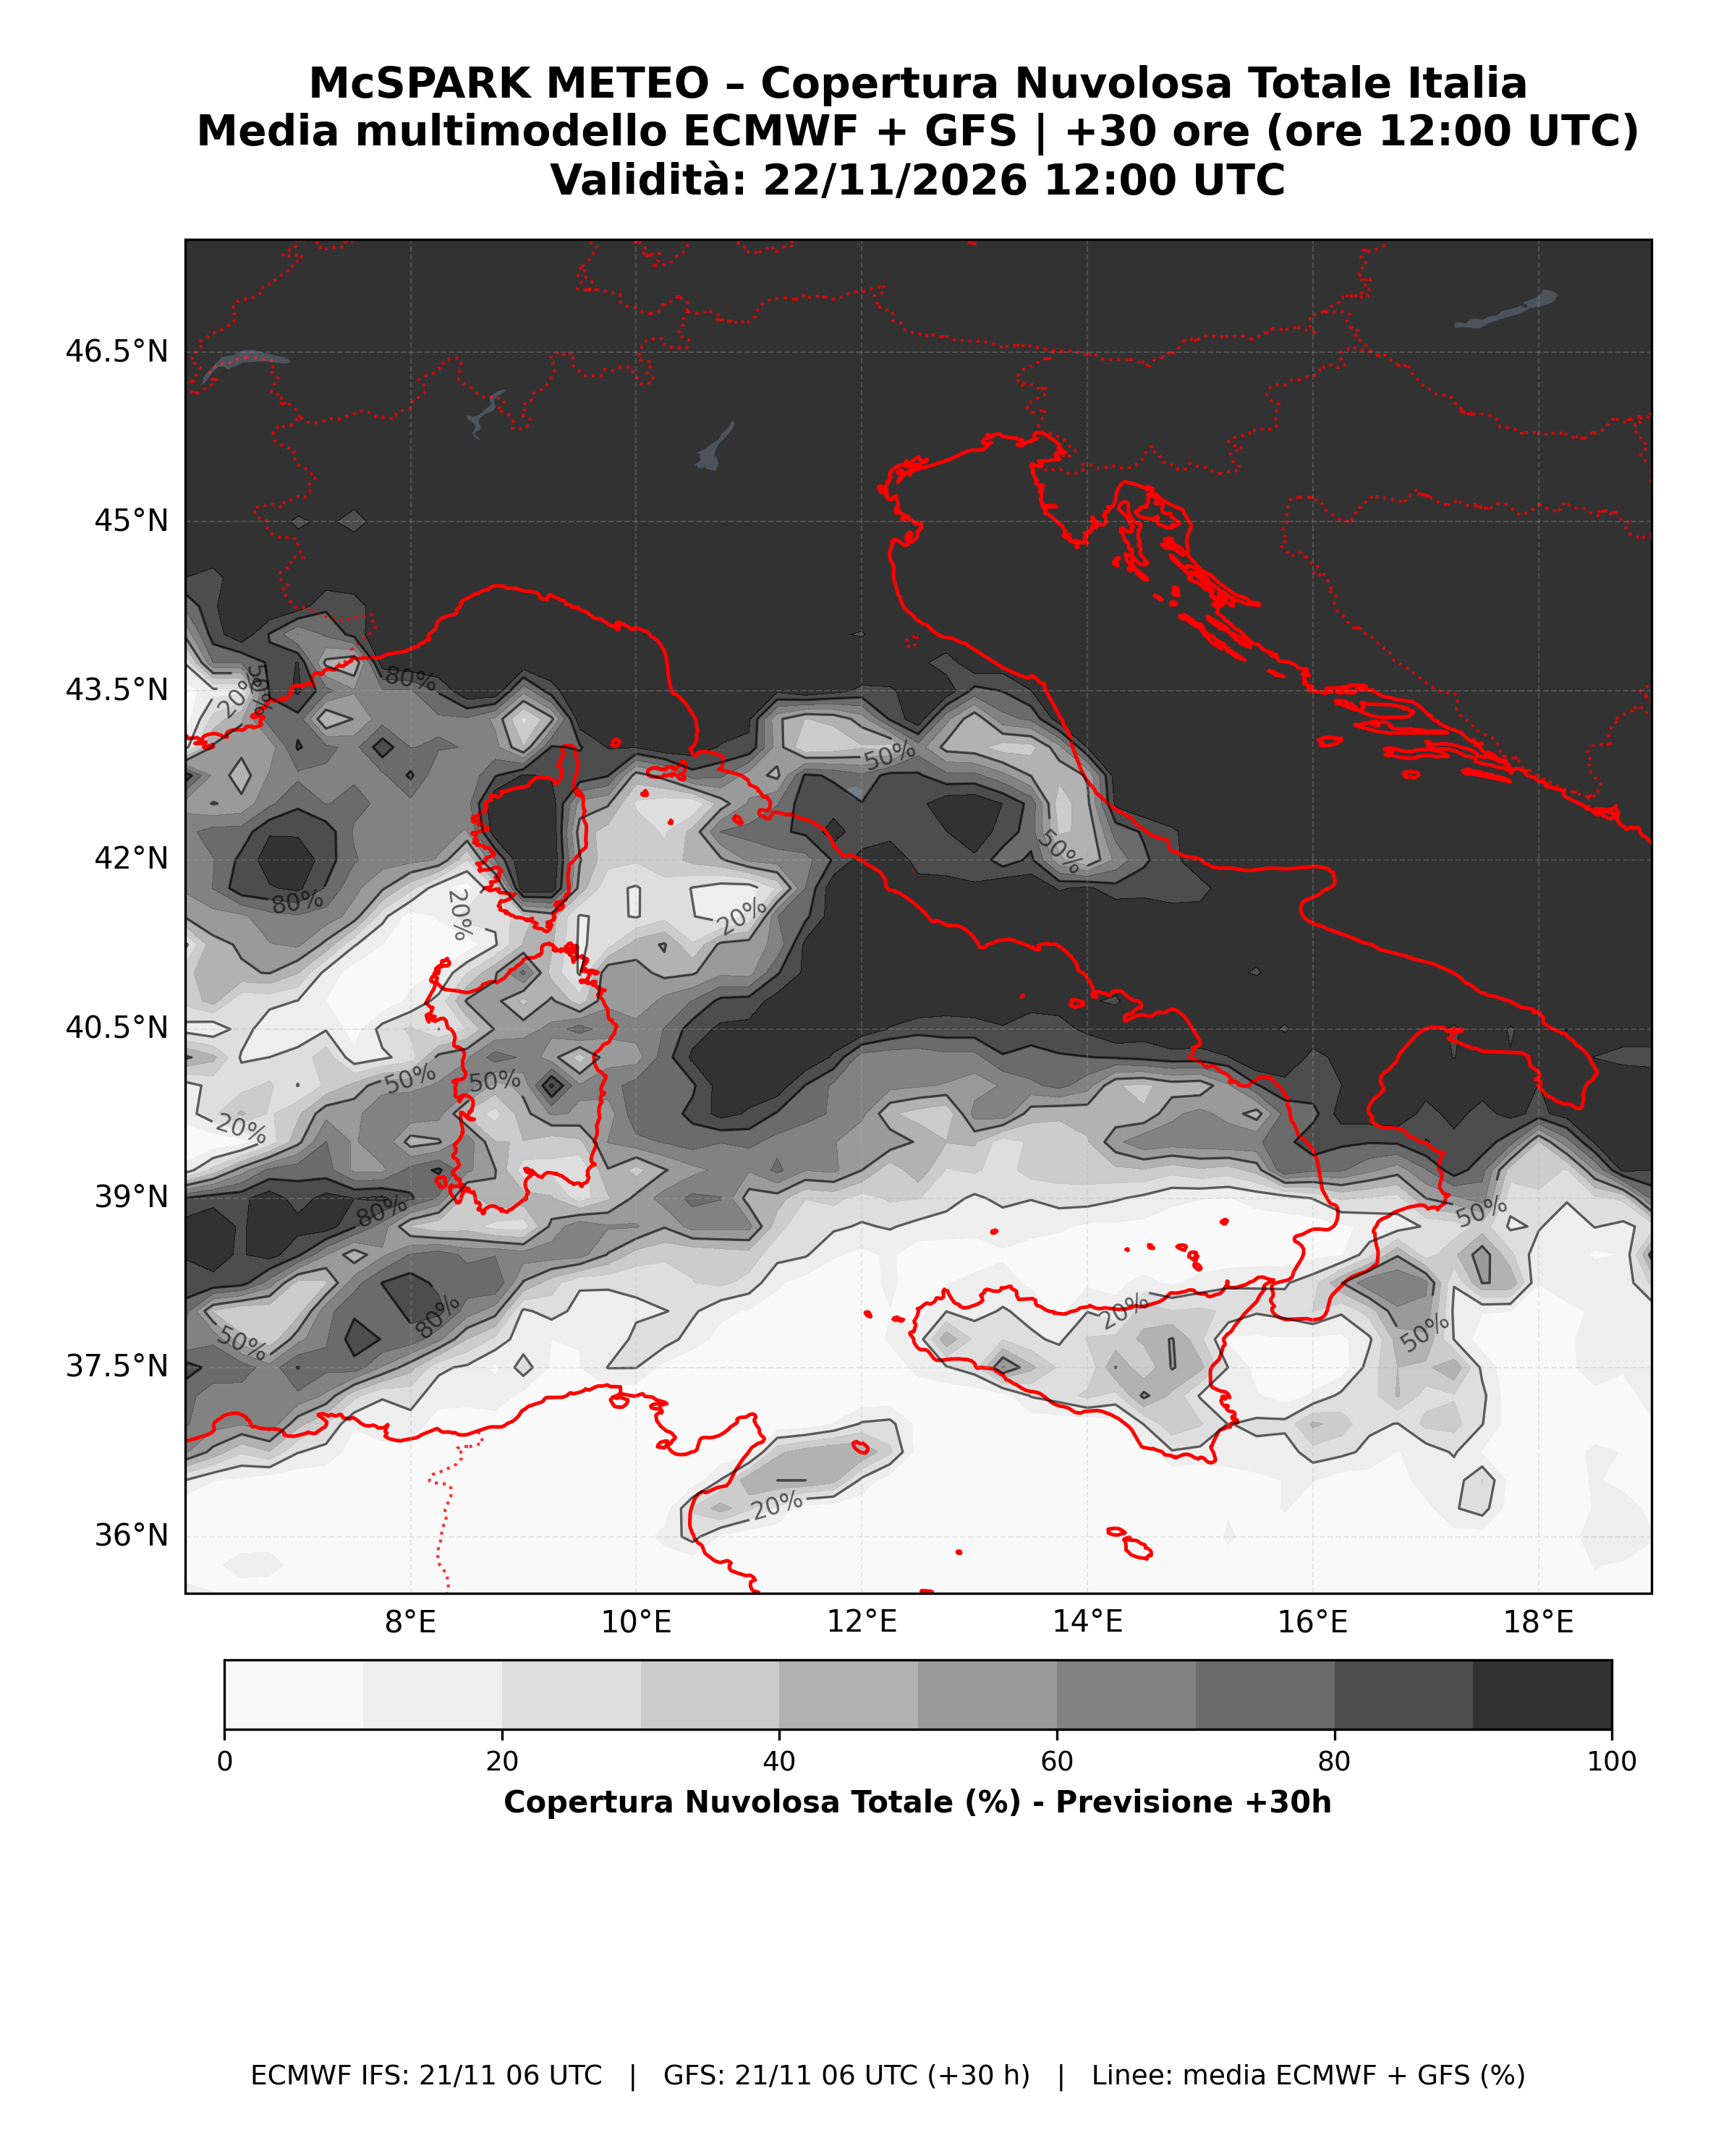 McSPARK METEO – Copertura Nuvolosa Totale Italia
Media multimodello ECMWF + GFS | +30 ore (ore 12:00 UTC)
Validità: 22/11/2026 12:00 UTC
46.5°N
45°N
43.5°N
42°N
40.5°N
39°N
37.5°N
36°N
80%
50%
20%
50%
50%
80%
20%
20%
50%
50%
20%
80%
50%
80%
50%
20%
50%
20%
8°E
10°E
12°E
14°E
16°E
18°E
0
20
40
60
80
100
Copertura Nuvolosa Totale (%) - Previsione +30h
ECMWF IFS: 21/11 06 UTC | GFS: 21/11 06 UTC (+30 h) | Linee: media ECMWF + GFS (%)